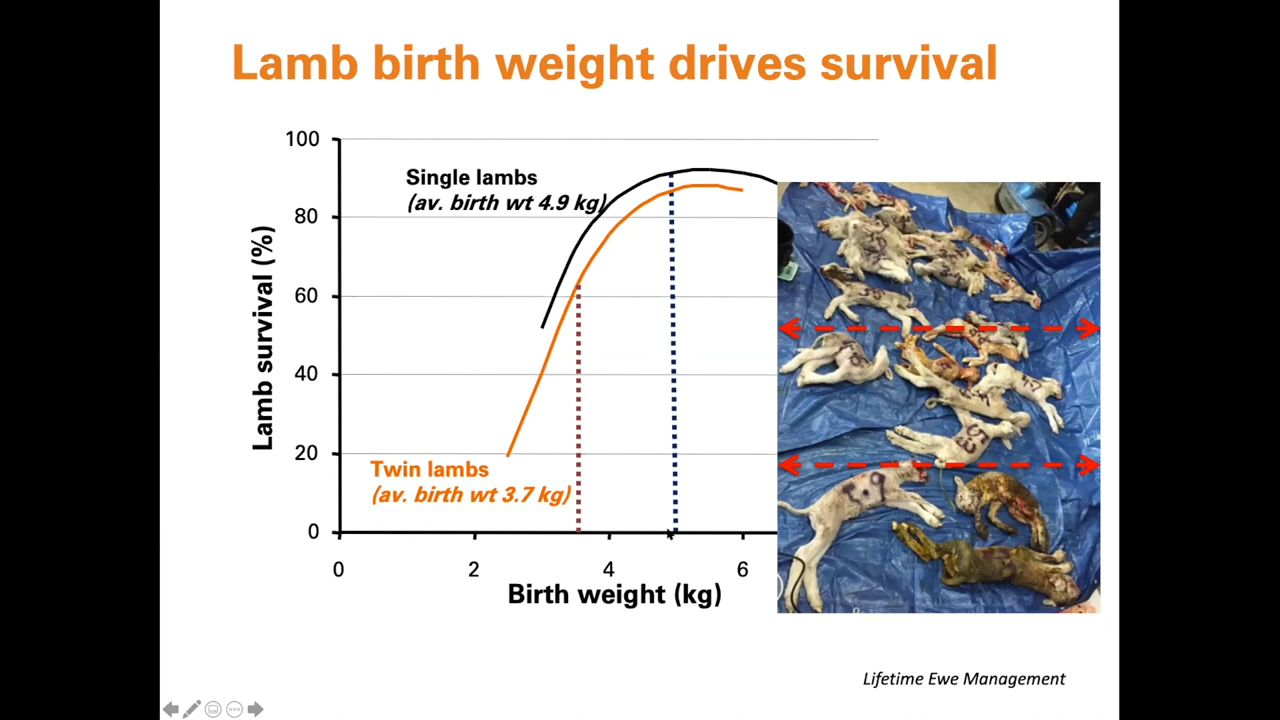 Lamb birth weight drives survival
100
80
60
40
20
0
Lamb survival (%)
Single lambs
(av. birth wt 4.9 kg)
Twin lambs
(av. birth wt 3.7 kg)
0 2 4 6
Birth weight (kg)
Lifetime Ewe Management